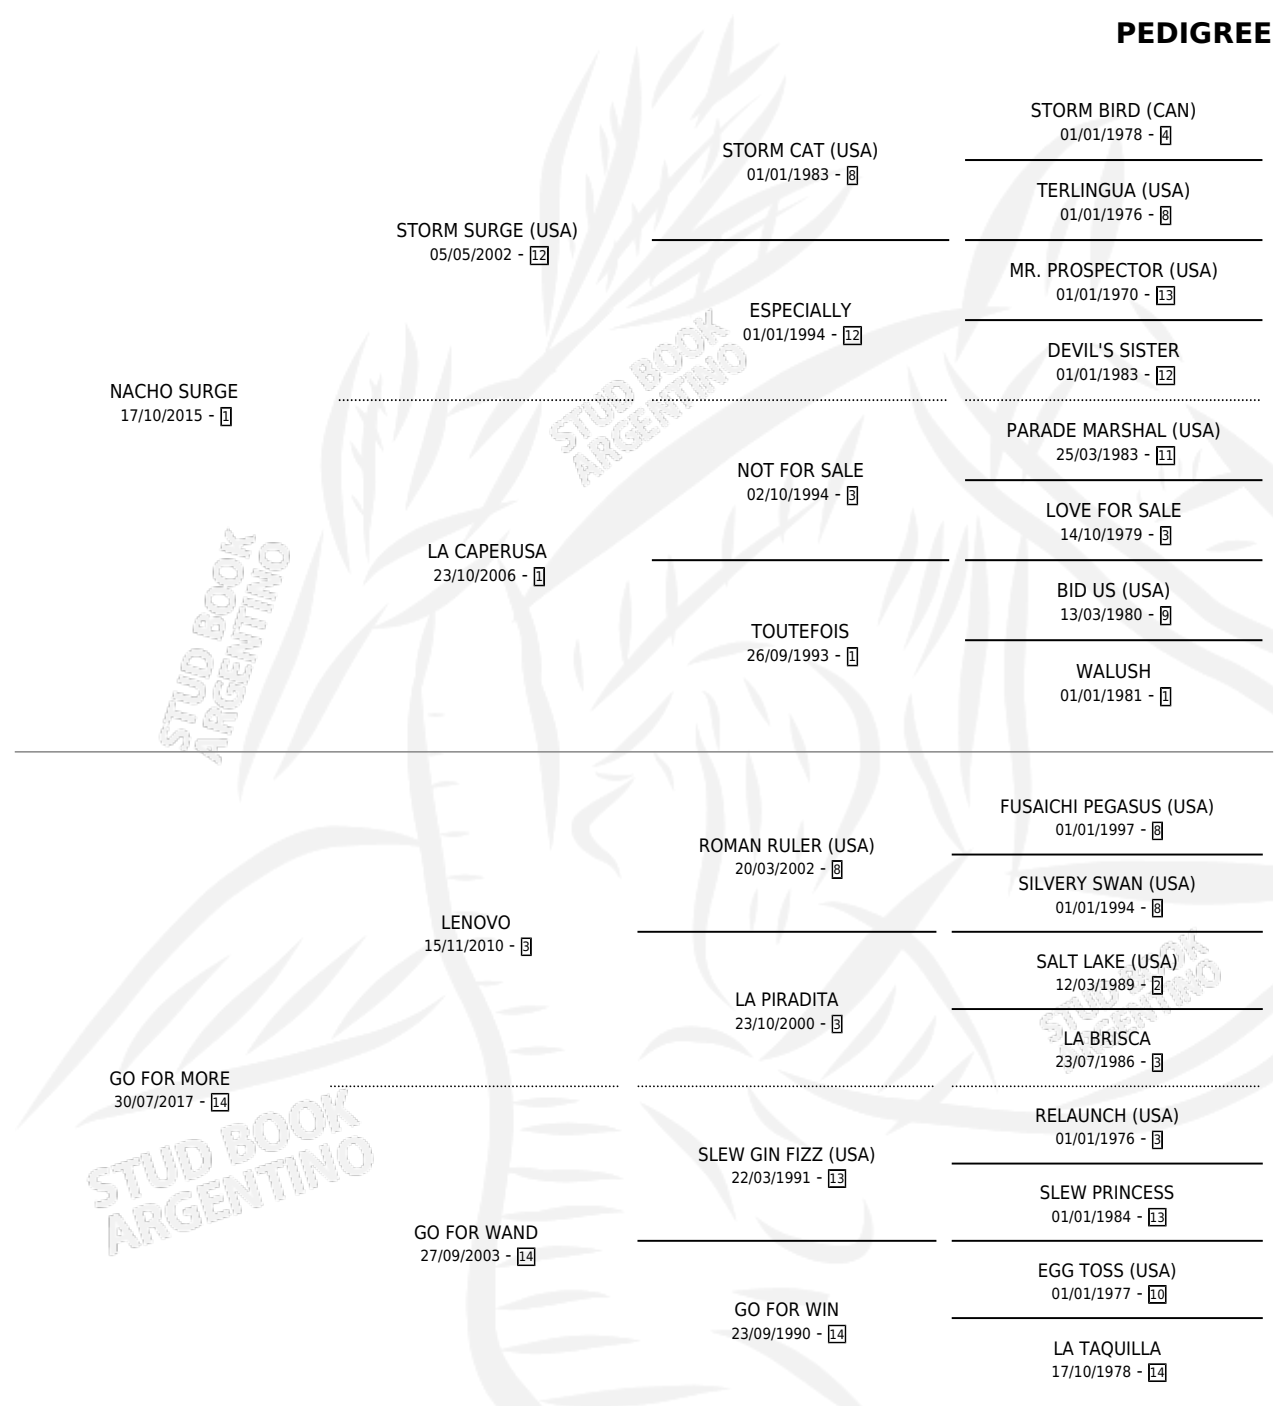 PEDIGREE
STORM BIRD (CAN)
01/01/1978 - 4
STORM CAT (USA)
01/01/1983 - 8
TERLINGUA (USA)
01/01/1976 - 8
STORM SURGE (USA)
05/05/2002 - 12
MR. PROSPECTOR (USA)
01/01/1970 - 13
ESPECIALLY
01/01/1994 - 12
DEVIL'S SISTER
01/01/1983 - 12
NACHO SURGE
17/10/2015 - 1
PARADE MARSHAL (USA)
25/03/1983 - 11
NOT FOR SALE
02/10/1994 - 3
LOVE FOR SALE
14/10/1979 - 3
LA CAPERUSA
23/10/2006 - 1
BID US (USA)
13/03/1980 - 9
TOUTEFOIS
26/09/1993 - 1
WALUSH
01/01/1981 - 1
FUSAICHI PEGASUS (USA)
01/01/1997 - 8
ROMAN RULER (USA)
20/03/2002 - 8
SILVERY SWAN (USA)
01/01/1994 - 8
LENOVO
15/11/2010 - 3
SALT LAKE (USA)
12/03/1989 - 2
LA PIRADITA
23/10/2000 - 3
LA BRISCA
23/07/1986 - 3
GO FOR MORE
30/07/2017 - 14
RELAUNCH (USA)
01/01/1976 - 3
SLEW GIN FIZZ (USA)
22/03/1991 - 13
SLEW PRINCESS
01/01/1984 - 13
GO FOR WAND
27/09/2003 - 14
EGG TOSS (USA)
01/01/1977 - 10
GO FOR WIN
23/09/1990 - 14
LA TAQUILLA
17/10/1978 - 14
STUD BOOK
ARGENTINO
STUD BOOK
ARGENTINO
STUD BOOK
ARGENTINO
STUD BOOK
ARGENTINO